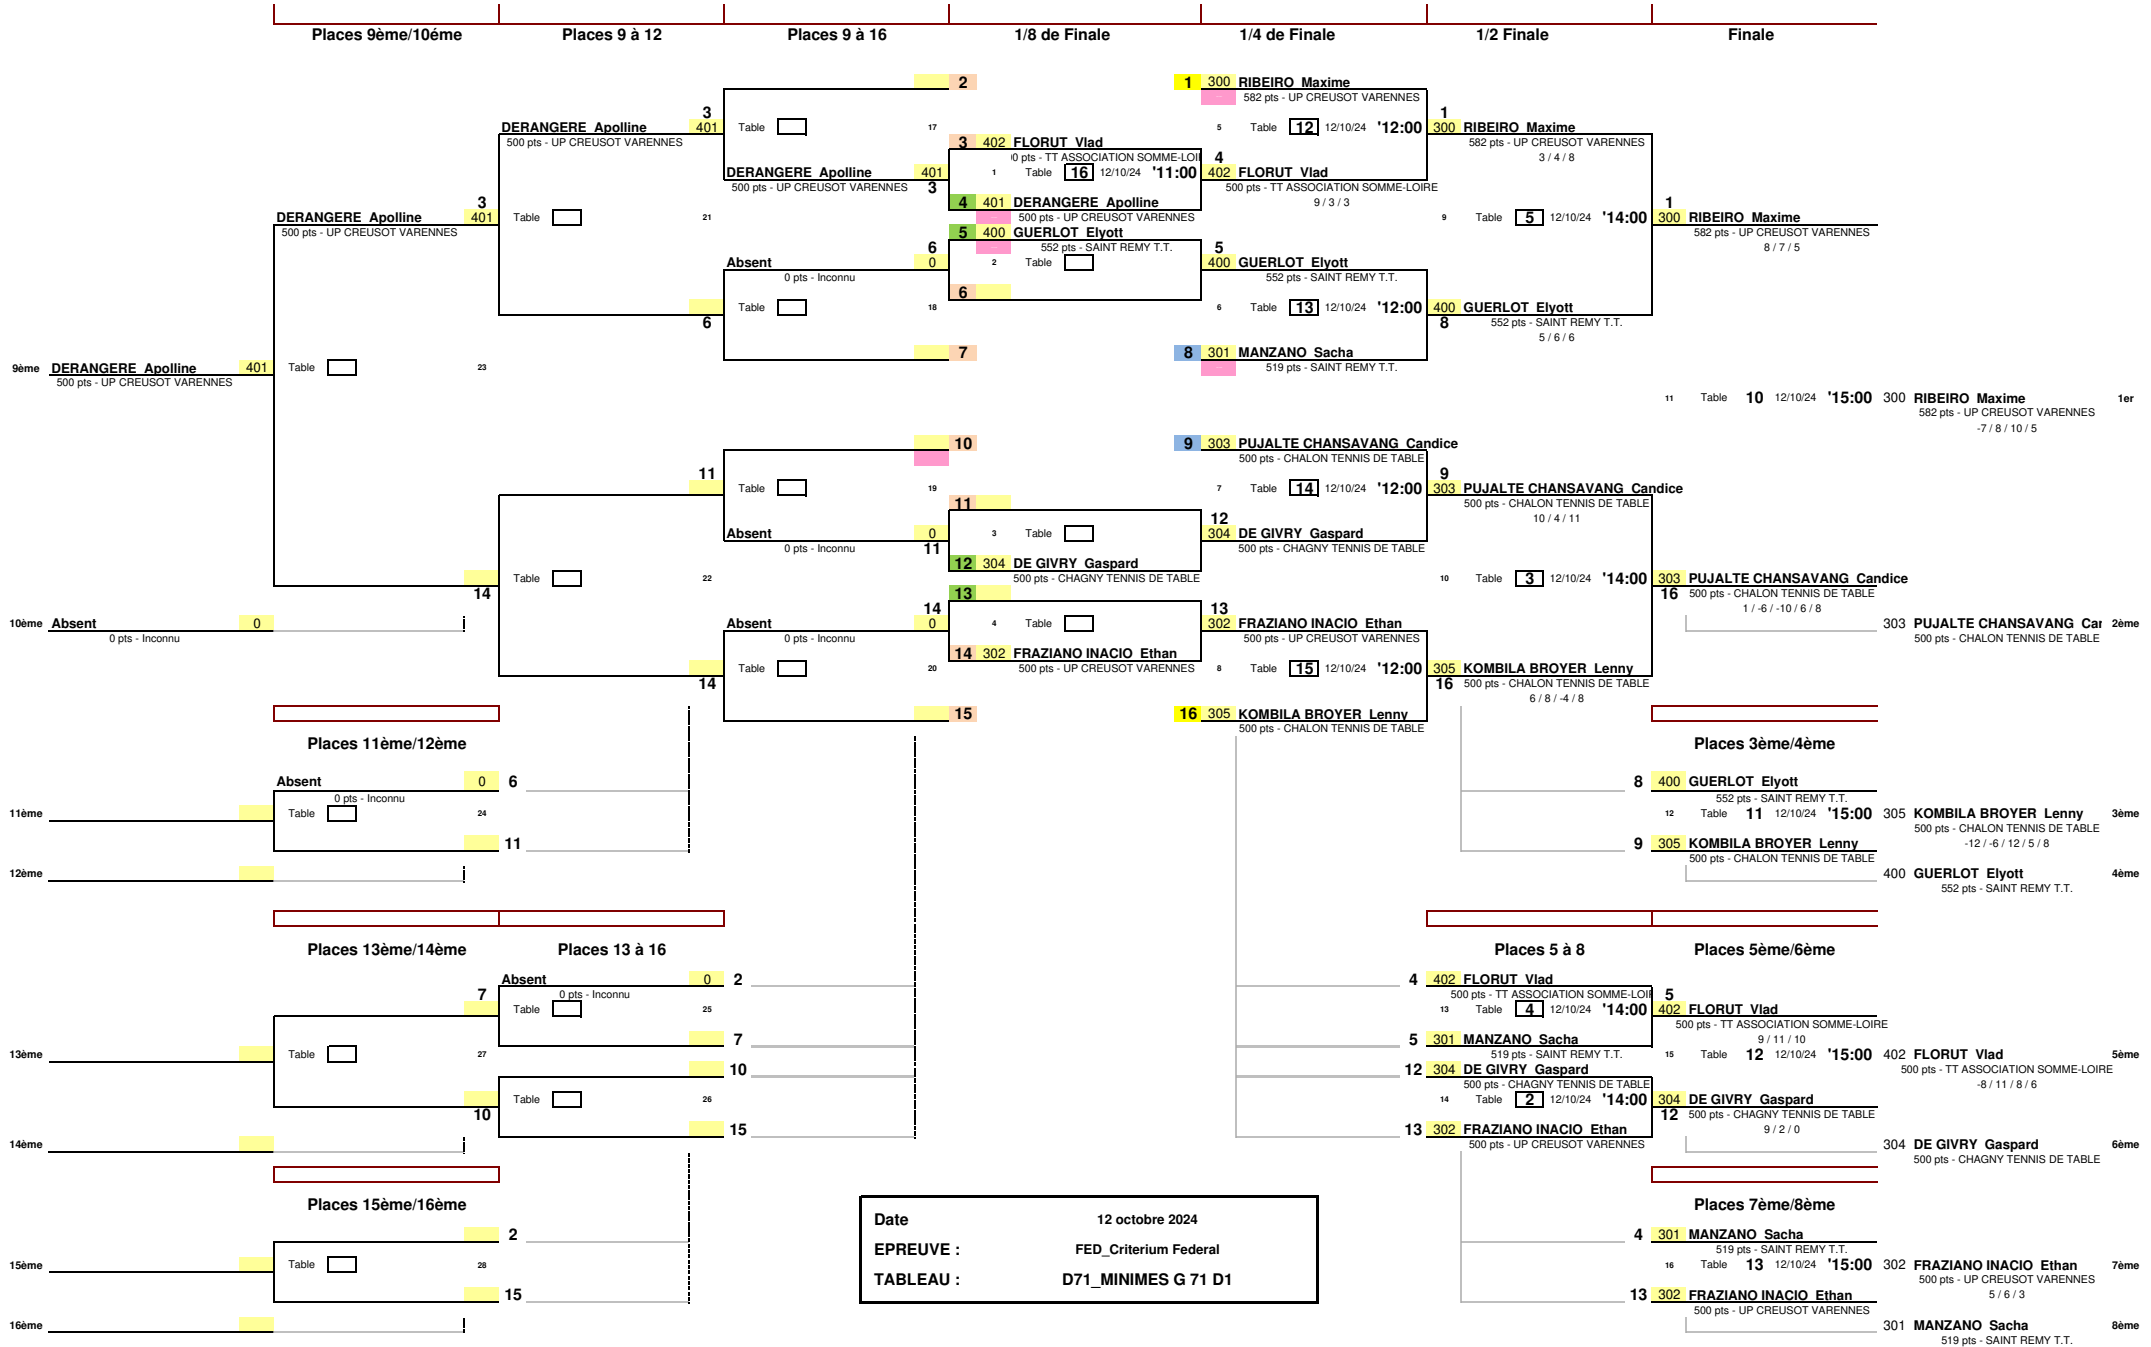 Places 9ème/10éme Places 9 à 12 Places 9 à 16 1/8 de Finale 1/4 de Finale 1/2 Finale Finale
2 1 300 RIBEIRO Maxime
582 pts - UP CREUSOT VARENNES
3 1
DERANGERE Apolline 401 Table 17 5 Table 12 12/10/24 '12:00 300 RIBEIRO Maxime
500 pts - UP CREUSOT VARENNES 3 402 FLORUT Vlad 582 pts - UP CREUSOT VARENNES
0 pts - TT ASSOCIATION SOMME-LOI 4 3 / 4 / 8
DERANGERE Apolline 401 1 Table 16 12/10/24 '11:00 402 FLORUT Vlad
500 pts - UP CREUSOT VARENNES 3 500 pts - TT ASSOCIATION SOMME-LOIRE
3 4 401 DERANGERE Apolline 9 / 3 / 3 1
DERANGERE Apolline 401 Table 21 500 pts - UP CREUSOT VARENNES 9 Table 5 12/10/24 '14:00 300 RIBEIRO Maxime
500 pts - UP CREUSOT VARENNES 5 400 GUERLOT Elyott 582 pts - UP CREUSOT VARENNES
6 552 pts - SAINT REMY T.T. 5 8 / 7 / 5
Absent 0 2 Table 400 GUERLOT Elyott
0 pts - Inconnu 552 pts - SAINT REMY T.T.
6
Table 18 6 Table 13 12/10/24 '12:00 400 GUERLOT Elyott
6 8 552 pts - SAINT REMY T.T.
5 / 6 / 6
7 8 301 MANZANO Sacha
9ème DERANGERE Apolline 401 Table 23 519 pts - SAINT REMY T.T.
500 pts - UP CREUSOT VARENNES
11 Table 10 12/10/24 '15:00 300 RIBEIRO Maxime 1er
582 pts - UP CREUSOT VARENNES
-7 / 8 / 10 / 5
10 9 303 PUJALTE CHANSAVANG Candice
500 pts - CHALON TENNIS DE TABLE
11 9
Table 19 7 Table 14 12/10/24 '12:00 303 PUJALTE CHANSAVANG Candice
11 500 pts - CHALON TENNIS DE TABLE
12 10 / 4 / 11
Absent 0 3 Table 304 DE GIVRY Gaspard
0 pts - Inconnu 11 500 pts - CHAGNY TENNIS DE TABLE
12 304 DE GIVRY Gaspard
Table 22 500 pts - CHAGNY TENNIS DE TABLE 10 Table 3 12/10/24 '14:00 303 PUJALTE CHANSAVANG Candice
14 13 16 500 pts - CHALON TENNIS DE TABLE
14 13 1 / -6 / -10 / 6 / 8
10ème Absent 0 Absent 0 4 Table 302 FRAZIANO INACIO Ethan 303 PUJALTE CHANSAVANG Car 2ème
0 pts - Inconnu 0 pts - Inconnu 500 pts - UP CREUSOT VARENNES 500 pts - CHALON TENNIS DE TABLE
14 302 FRAZIANO INACIO Ethan
Table 20 500 pts - UP CREUSOT VARENNES 8 Table 15 12/10/24 '12:00 305 KOMBILA BROYER Lenny
14 16 500 pts - CHALON TENNIS DE TABLE
6 / 8 / -4 / 8
15 16 305 KOMBILA BROYER Lenny
500 pts - CHALON TENNIS DE TABLE
Places 11ème/12ème Places 3ème/4ème
Absent 0 6 8 400 GUERLOT Elyott
0 pts - Inconnu 552 pts - SAINT REMY T.T.
11ème Table 24 12 Table 11 12/10/24 '15:00 305 KOMBILA BROYER Lenny 3ème
500 pts - CHALON TENNIS DE TABLE
11 9 305 KOMBILA BROYER Lenny -12 / -6 / 12 / 5 / 8
500 pts - CHALON TENNIS DE TABLE
12ème 400 GUERLOT Elyott 4ème
552 pts - SAINT REMY T.T.
Places 13ème/14ème Places 13 à 16 Places 5 à 8 Places 5ème/6ème
Absent 0 2 4 402 FLORUT Vlad
7 0 pts - Inconnu 500 pts - TT ASSOCIATION SOMME-LOI 5
Table 25 13 Table 4 12/10/24 '14:00 402 FLORUT Vlad
500 pts - TT ASSOCIATION SOMME-LOIRE
7 5 301 MANZANO Sacha 9 / 11 / 10
13ème Table 27 519 pts - SAINT REMY T.T. 15 Table 12 12/10/24 '15:00 402 FLORUT Vlad 5ème
10 12 304 DE GIVRY Gaspard 500 pts - TT ASSOCIATION SOMME-LOIRE
500 pts - CHAGNY TENNIS DE TABLE -8 / 11 / 8 / 6
Table 26 14 Table 2 12/10/24 '14:00 304 DE GIVRY Gaspard
10 12 500 pts - CHAGNY TENNIS DE TABLE
15 13 302 FRAZIANO INACIO Ethan 9 / 2 / 0
14ème 500 pts - UP CREUSOT VARENNES 304 DE GIVRY Gaspard 6ème
500 pts - CHAGNY TENNIS DE TABLE
Places 15ème/16ème Places 7ème/8ème
Date 12 octobre 2024
2 4 301 MANZANO Sacha
EPREUVE : FED_Criterium Federal 519 pts - SAINT REMY T.T.
15ème Table 28 16 Table 13 12/10/24 '15:00 302 FRAZIANO INACIO Ethan 7ème
TABLEAU : D71_MINIMES G 71 D1 500 pts - UP CREUSOT VARENNES
15 13 302 FRAZIANO INACIO Ethan 5 / 6 / 3
500 pts - UP CREUSOT VARENNES
16ème 301 MANZANO Sacha 8ème
519 pts - SAINT REMY T.T.